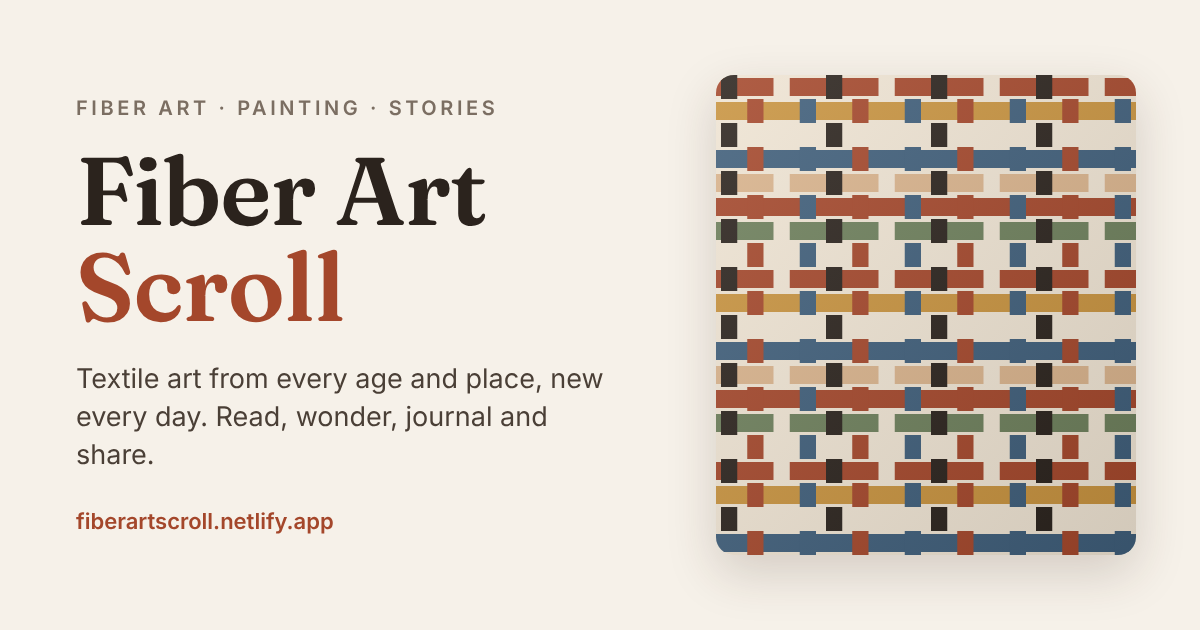 FIBER ART · PAINTING · STORIES
Fiber Art
Scroll
Textile art from every age and place, new
every day. Read, wonder, journal and
share.
fiberartscroll.netlify.app